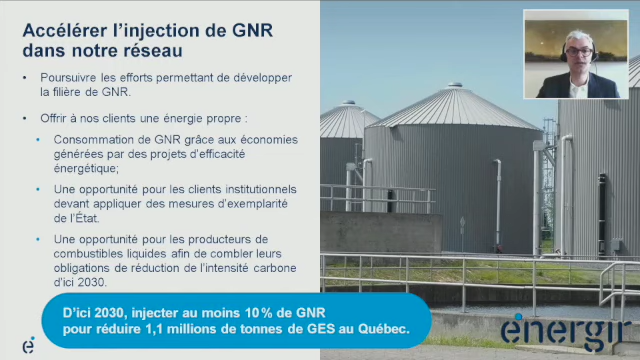 Accélérer l'injection de GNR
dans notre réseau
• Poursuivre les efforts permettant de développer
la filière de GNR.
• Offrir à nos clients une énergie propre :
• Consommation de GNR grâce aux économies
générées par des projets d'efficacité
énergétique;
• Une opportunité pour les clients institutionnels
devant appliquer des mesures d'exemplarité
de l'État.
• Une opportunité pour les producteurs de
combustibles liquides afin de combler leurs
obligations de réduction de l'intensité carbone
d'ici 2030.
D'ici 2030, injecter au moins 10 % de GNR
pour réduire 1,1 millions de tonnes de GES au Québec.
énergir